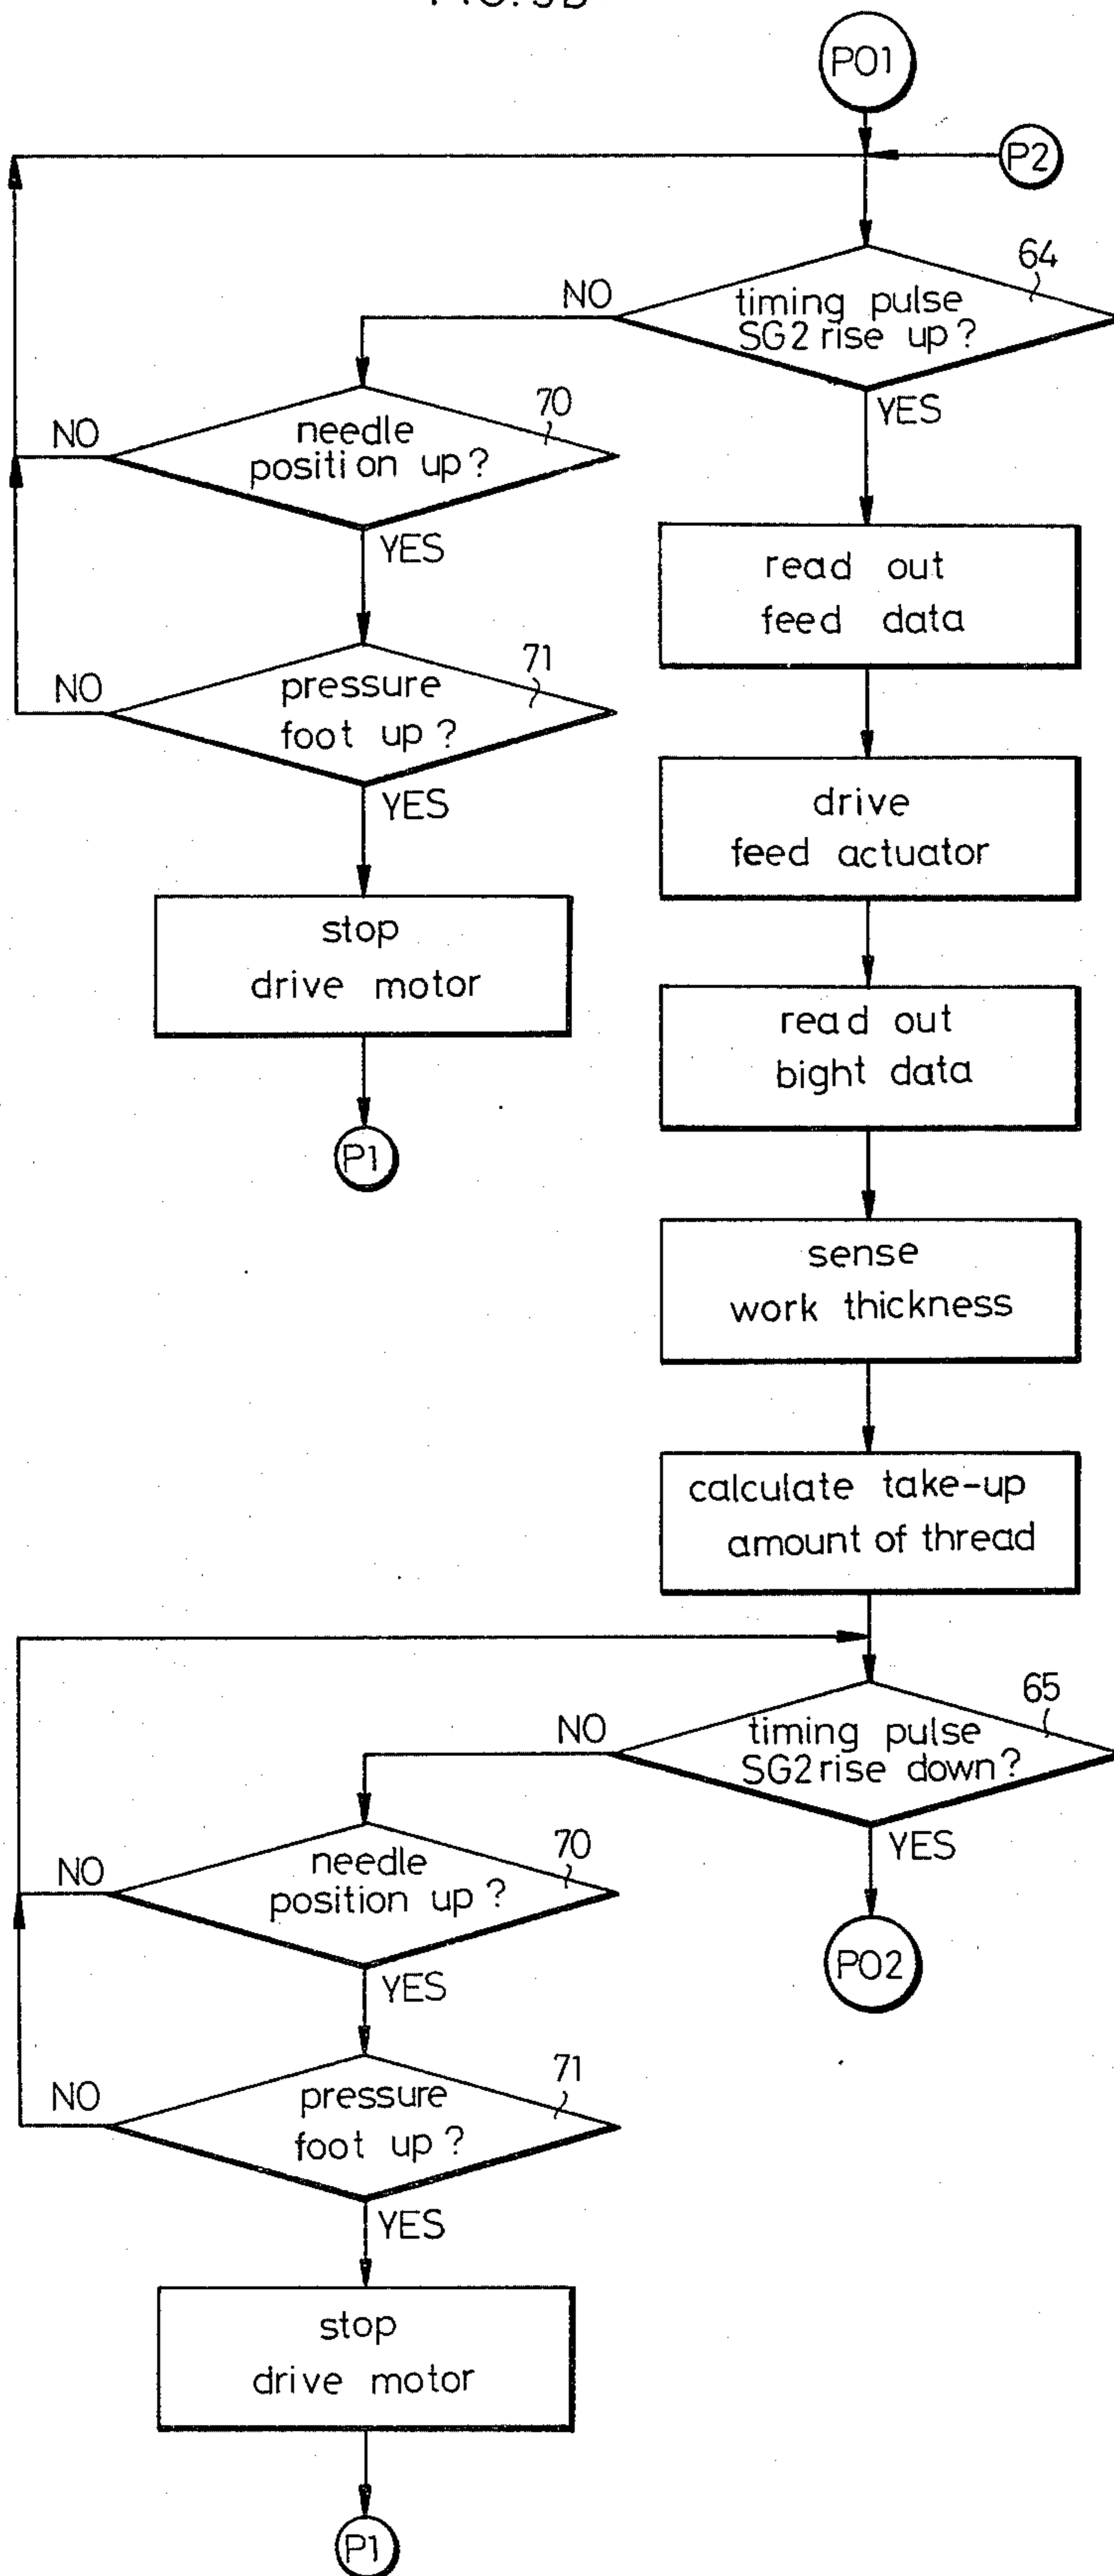 PO1
P2
64
timing pulse
SG2 rise up?
NO
YES
70
needle
position up?
NO
YES
read out
feed data
71
pressure
foot up?
NO
YES
drive
feed actuator
stop
drive motor
read out
bight data
P1
sense
work thickness
calculate take-up
amount of thread
65
timing pulse
SG2 rise down?
NO
YES
70
needle
position up?
NO
YES
PO2
71
pressure
foot up?
NO
YES
stop
drive motor
P1